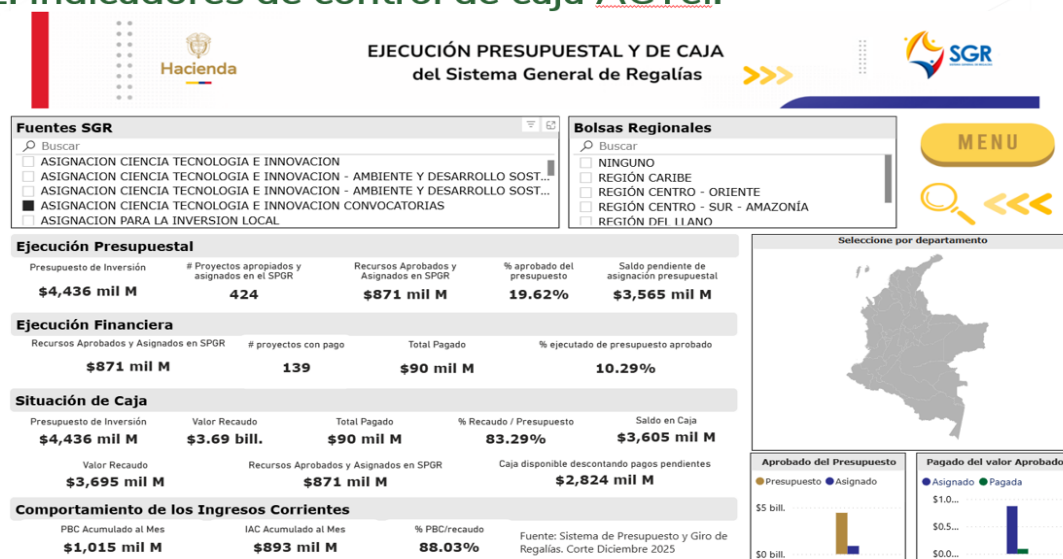 Indicadores de control de caja ACTeI.
Hacienda
EJECUCIÓN PRESUPUESTAL Y DE CAJA
del Sistema General de Regalías
SGR
Fuentes SGR
Buscar
ASIGNACION CIENCIA TECNOLOGIA E INNOVACION
ASIGNACION CIENCIA TECNOLOGIA E INNOVACION - AMBIENTE Y DESARROLLO SOST...
ASIGNACION CIENCIA TECNOLOGIA E INNOVACION - AMBIENTE Y DESARROLLO SOST...
ASIGNACION CIENCIA TECNOLOGIA E INNOVACION CONVOCATORIAS
ASIGNACION PARA LA INVERSION LOCAL
Bolsas Regionales
Buscar
NINGUNO
REGIÓN CARIBE
REGIÓN CENTRO - ORIENTE
REGIÓN CENTRO - SUR - AMAZONÍA
REGIÓN DEL LLANO
MENU
Ejecución Presupuestal
Presupuesto de Inversión
$4,436 mil M
# Proyectos apropiados y
asignados en el SPGR
424
Recursos Aprobados y
Asignados en SPGR
$871 mil M
% aprobado del
presupuesto
19.62%
Saldo pendiente de
asignación presupuestal
$3,565 mil M
Ejecución Financiera
Recursos Aprobados y Asignados en SPGR
$871 mil M
# proyectos con pago
139
Total Pagado
$90 mil M
% ejecutado de presupuesto aprobado
10.29%
Situación de Caja
Presupuesto de Inversión
$4,436 mil M
Valor Recaudo
$3.69 bill.
Total Pagado
$90 mil M
% Recaudo / Presupuesto
83.29%
Saldo en Caja
$3,605 mil M
Valor Recaudo
$3,695 mil M
Recursos Aprobados y Asignados en SPGR
$871 mil M
Caja disponible descontando pagos pendientes
$2,824 mil M
Comportamiento de los Ingresos Corrientes
PBC Acumulado al Mes
$1,015 mil M
IAC Acumulado al Mes
$893 mil M
% PBC/recaudo
88.03%
Fuente: Sistema de Presupuesto y Giro de
Regalías. Corte Diciembre 2025
Seleccione por departamento
Aprobado del Presupuesto
Presupuesto Asignado
$5 bill.
$0 bill.
Pagado del valor Aprobado
Asignado Pagada
$1.0...
$0.5...
$0.0...